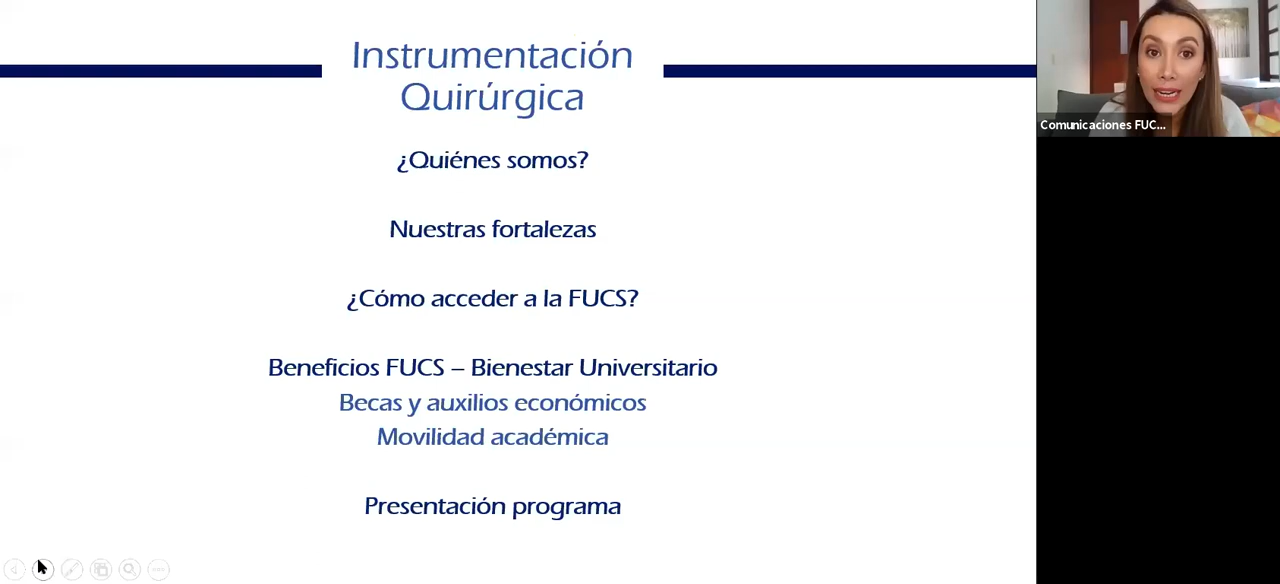 Instrumentación
Quirúrgica
¿Quiénes somos?
Nuestras fortalezas
¿Cómo acceder a la FUCS?
Beneficios FUCS – Bienestar Universitario
Becas y auxilios económicos
Movilidad académica
Presentación programa
Comunicaciones FUC...